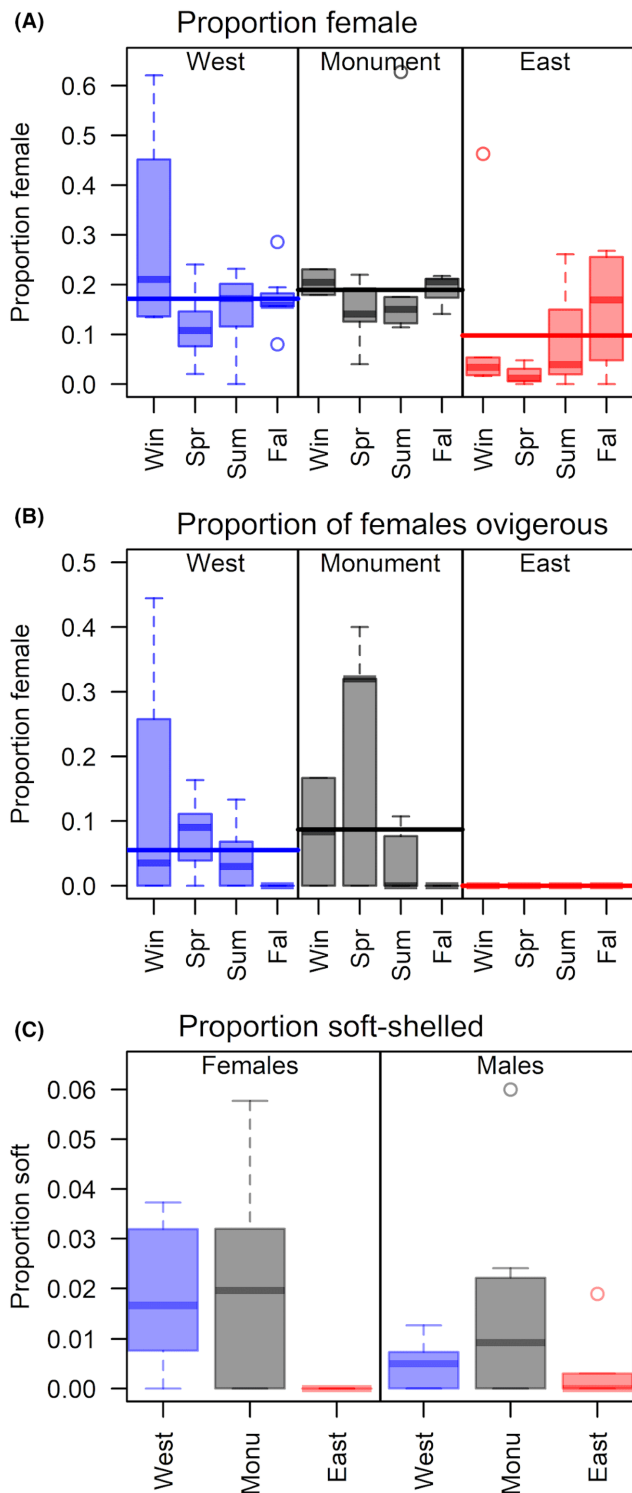 (A) Proportion female
West Monument East
Proportion female
0.6
0.5
0.4
0.3
0.2
0.1
0.0
Win Spr Sum Fal Win Spr Sum Fal Win Spr Sum Fal
(B) Proportion of females ovigerous
West Monument East
Proportion female
0.5
0.4
0.3
0.2
0.1
0.0
Win Spr Sum Fal Win Spr Sum Fal Win Spr Sum Fal
(C) Proportion soft-shelled
Females Males
Proportion soft
0.06
0.05
0.04
0.03
0.02
0.01
0.00
West Monu East West Monu East